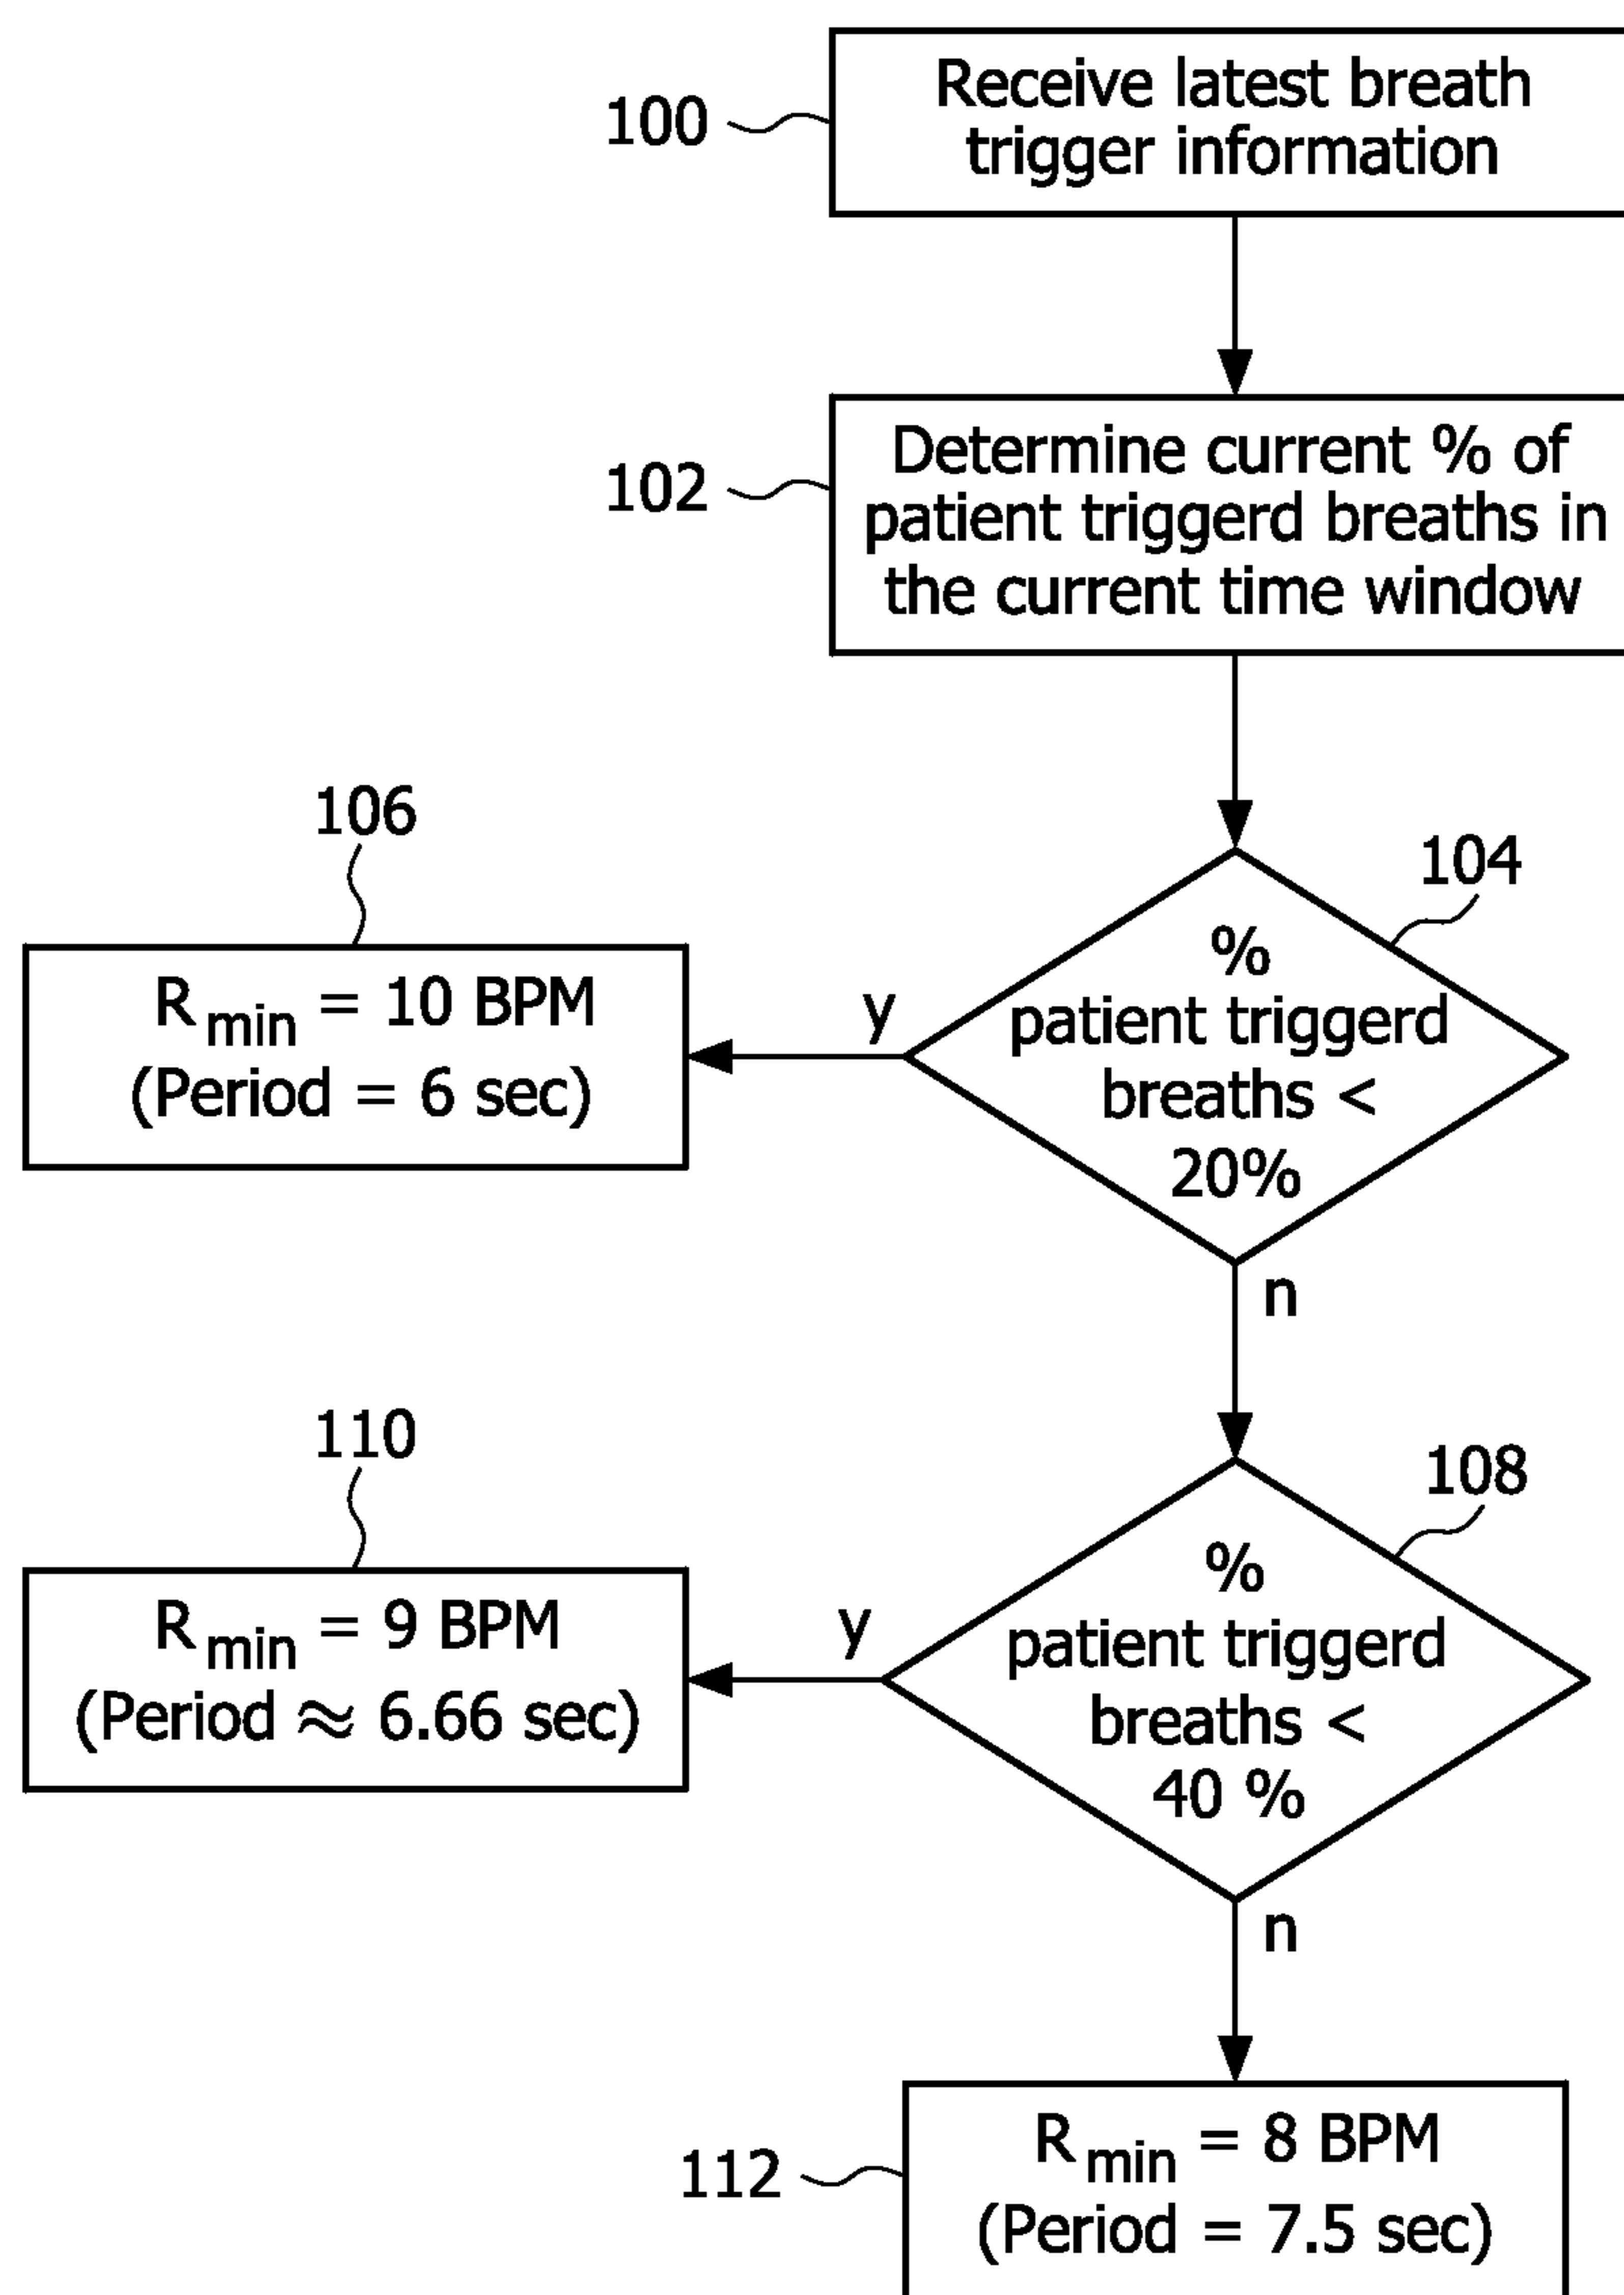 100
Receive latest breath
trigger information
102
Determine current % of
patient triggerd breaths in
the current time window
104
%
patient triggerd
breaths <
20%
y
106
R min = 10 BPM
(Period = 6 sec)
n
108
%
patient triggerd
breaths <
40 %
y
110
R min = 9 BPM
(Period ≈ 6.66 sec)
n
112
R min = 8 BPM
(Period = 7.5 sec)